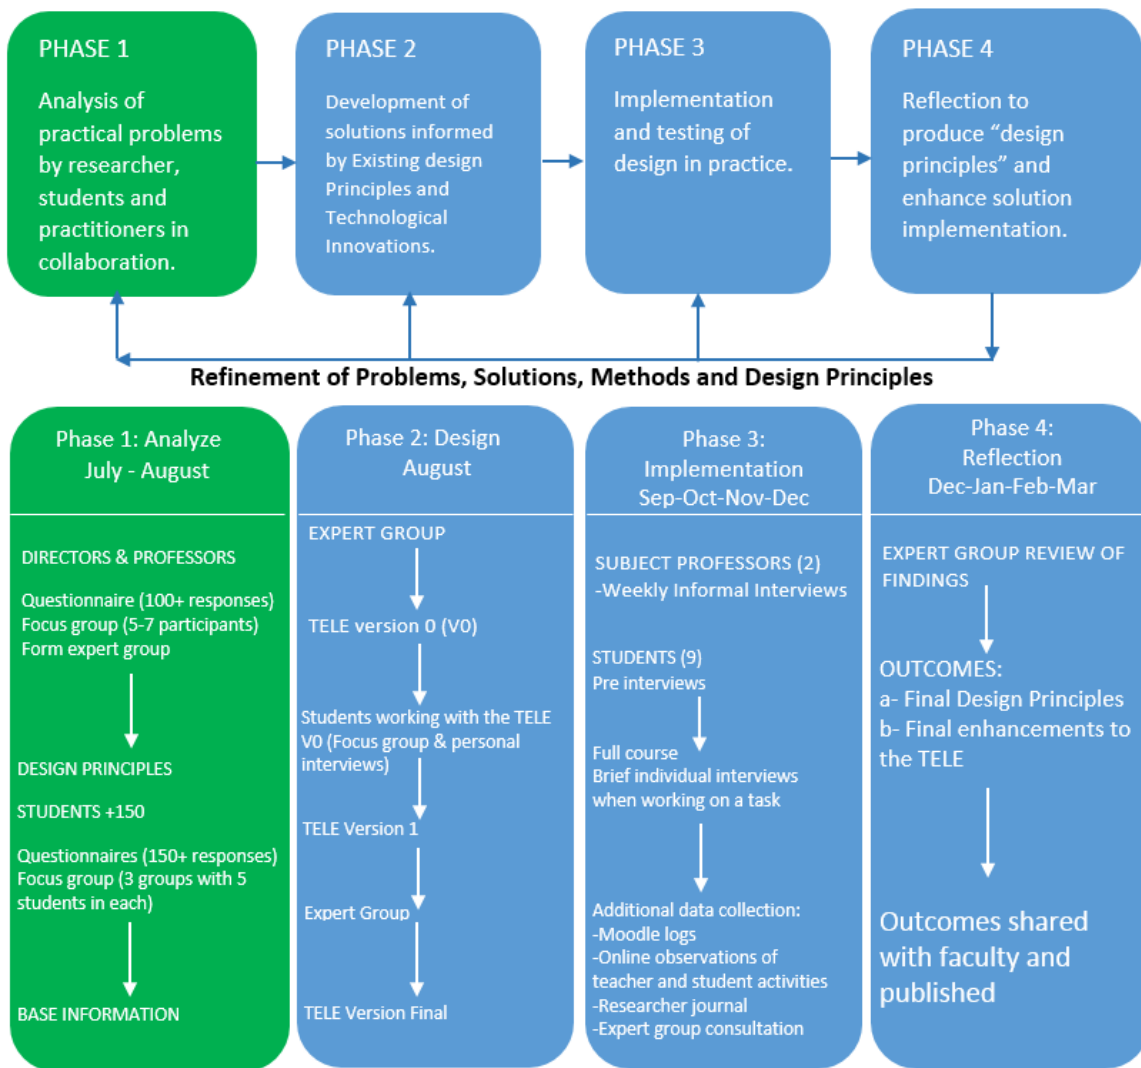 PHASE 1
Analysis of
practical problems
by researcher,
students and
practitioners in
collaboration.
PHASE 2
Development of
solutions informed
by Existing design
Principles and
Technological
Innovations.
PHASE 3
Implementation
and testing of
design in practice.
PHASE 4
Reflection to
produce “design
principles” and
enhance solution
implementation.
Refinement of Problems, Solutions, Methods and Design Principles
Phase 1: Analyze
July - August
DIRECTORS & PROFESSORS
Questionnaire (100+ responses)
Focus group (5-7 participants)
Form expert group
DESIGN PRINCIPLES
STUDENTS +150
Questionnaires (150+ responses)
Focus group (3 groups with 5
students in each)
BASE INFORMATION
Phase 2: Design
August
EXPERT GROUP
TELE version 0 (V0)
Students working with the TELE
V0 (Focus group & personal
interviews)
TELE Version 1
Expert Group
TELE Version Final
Phase 3:
Implementation
Sep-Oct-Nov-Dec
SUBJECT PROFESSORS (2)
-Weekly Informal Interviews
STUDENTS (9)
Pre interviews
Full course
Brief individual interviews
when working on a task
Additional data collection:
-Moodle logs
-Online observations of
teacher and student activities
-Researcher journal
-Expert group consultation
Phase 4:
Reflection
Dec-Jan-Feb-Mar
EXPERT GROUP REVIEW OF
FINDINGS
OUTCOMES:
a- Final Design Principles
b- Final enhancements to
the TELE
Outcomes shared
with faculty and
published